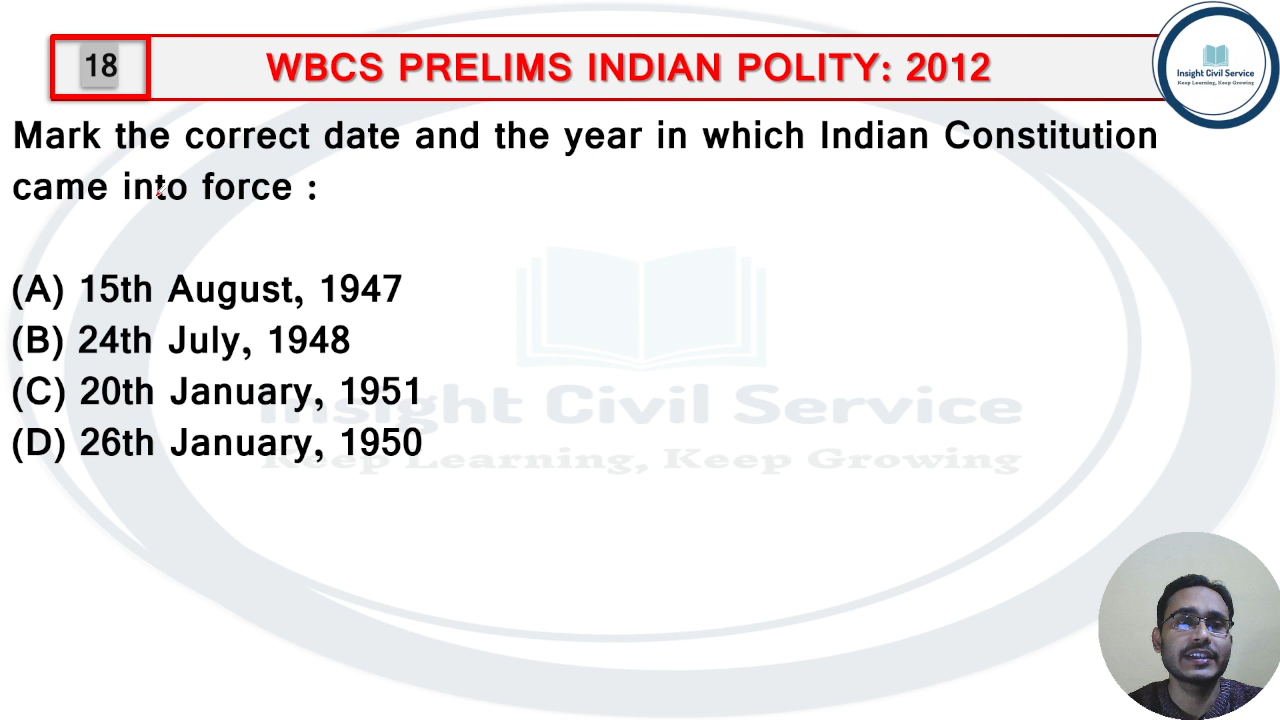 18
WBCS PRELIMS INDIAN POLITY: 2012
Insight Civil Service
Keep Learning, Keep Growing
Mark the correct date and the year in which Indian Constitution
came into force :
(A) 15th August, 1947
(B) 24th July, 1948
(C) 20th January, 1951
(D) 26th January, 1950
Insight Civil Service
Keep Learning, Keep Growing